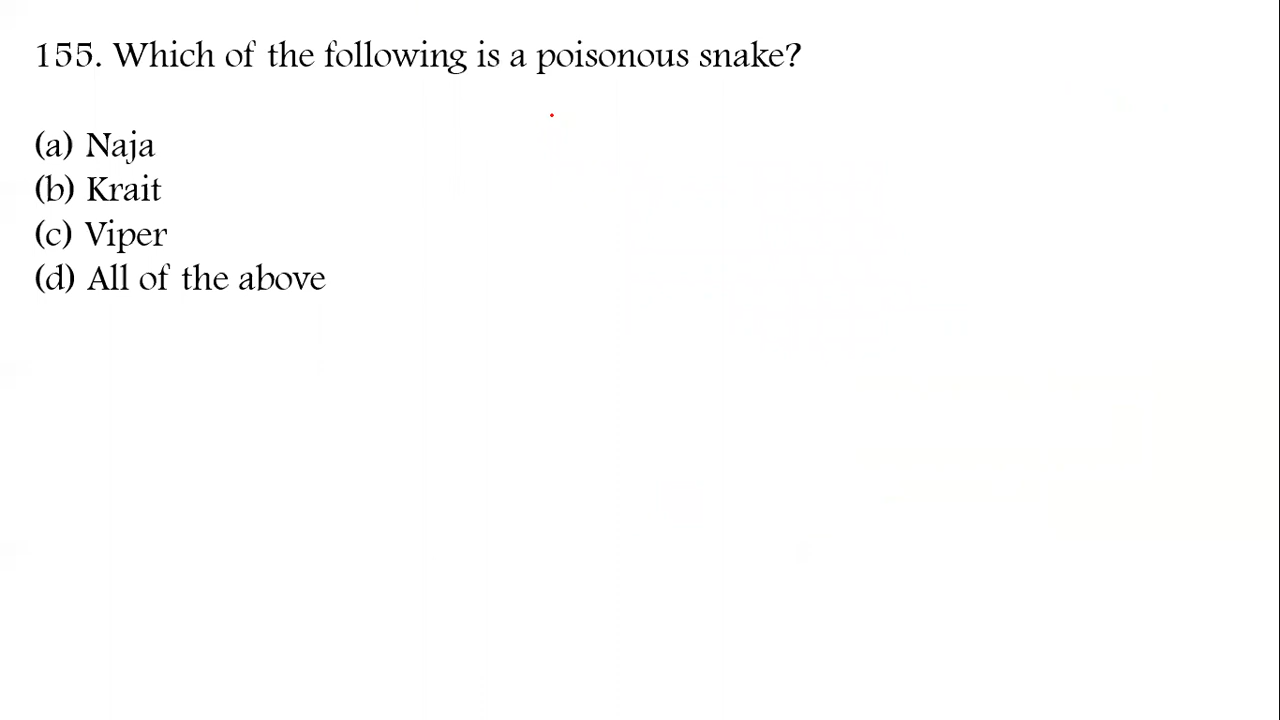 155. Which of the following is a poisonous snake?
(a) Naja
(b) Krait
(c) Viper
(d) All of the above